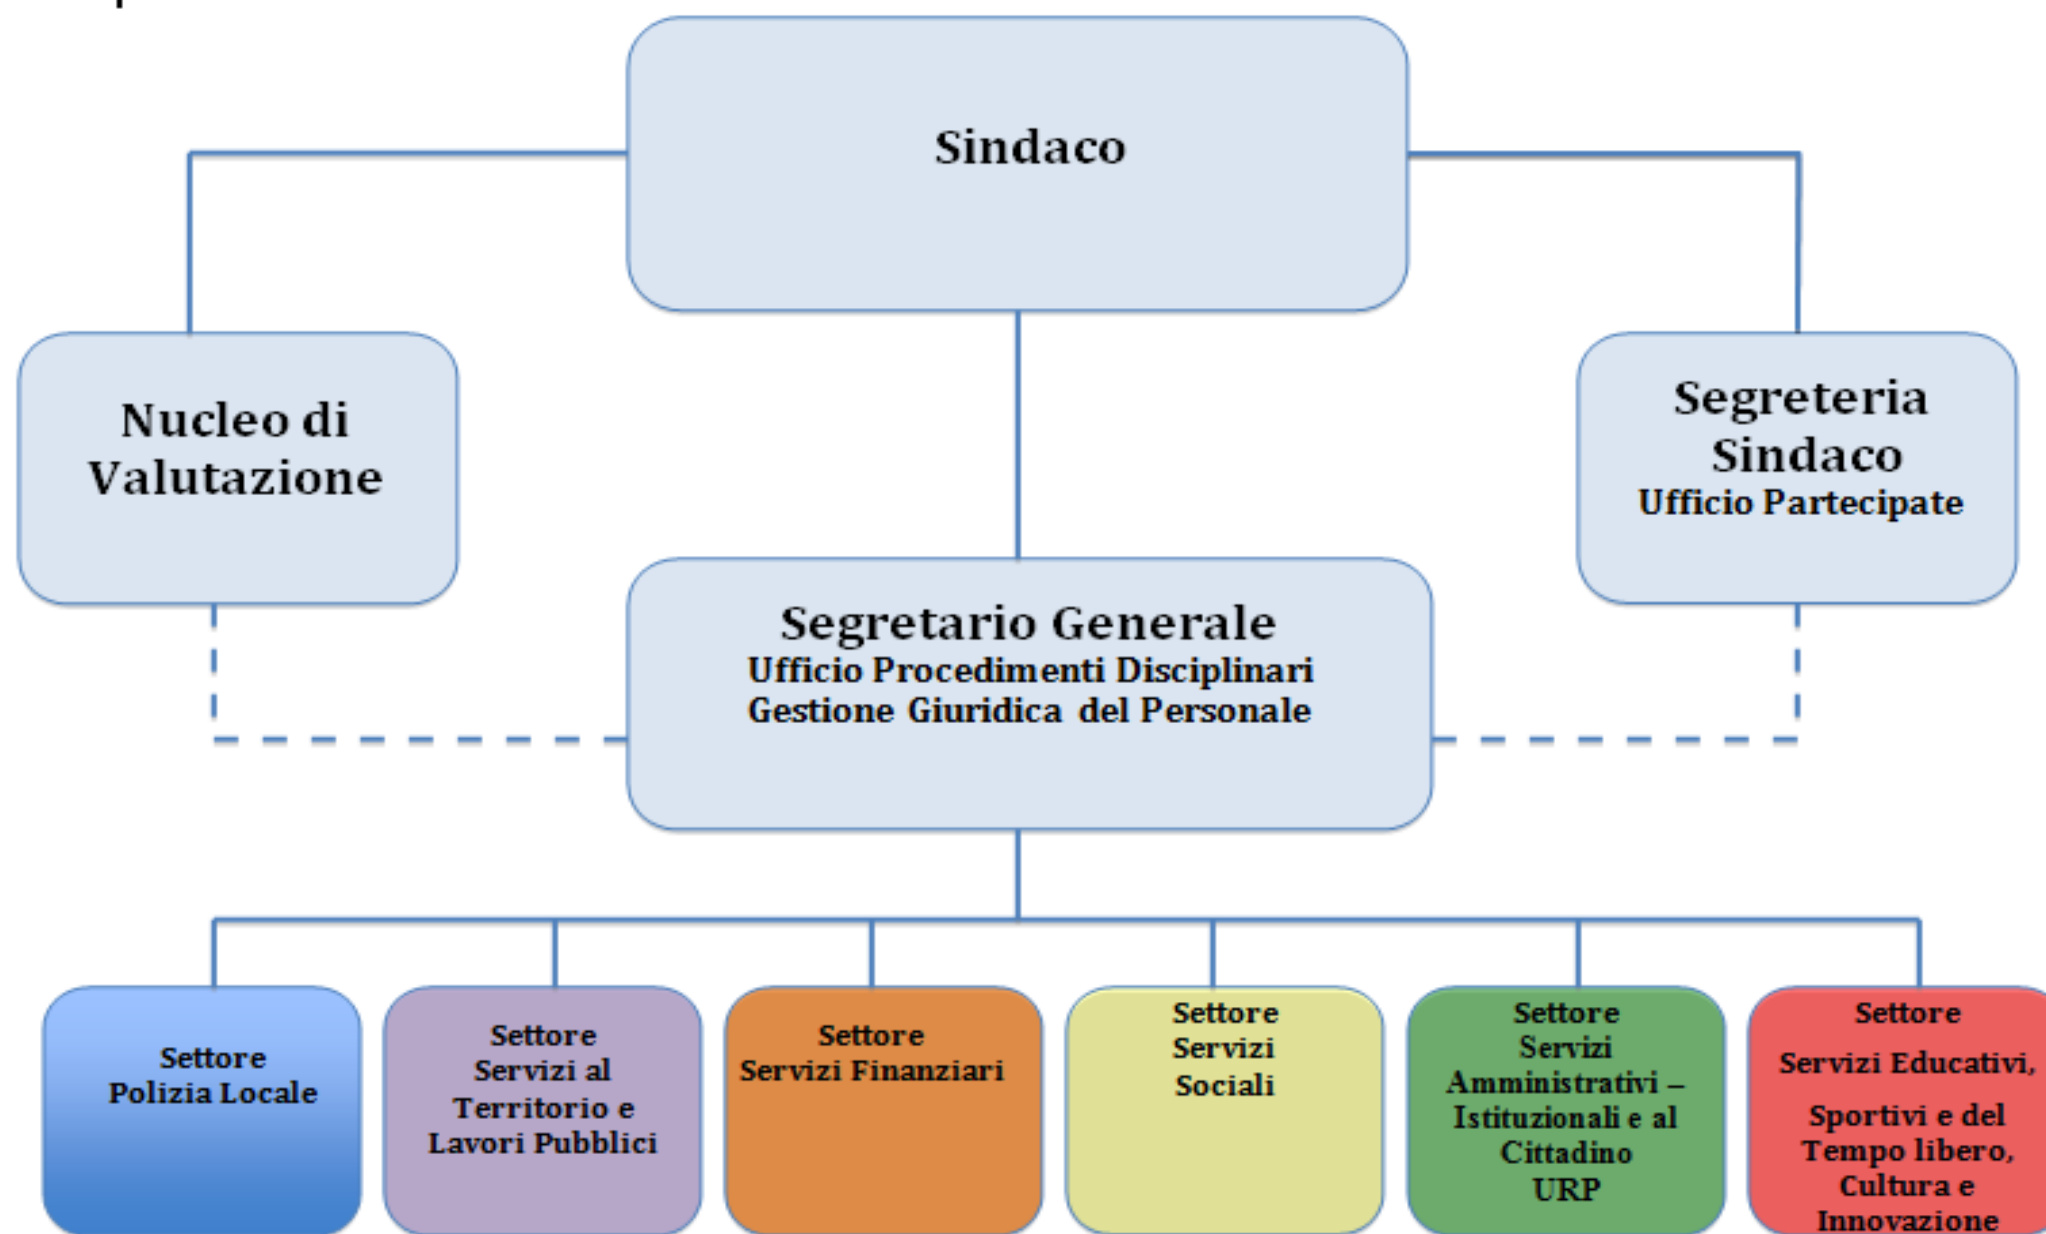 Sindaco
Nucleo di
Valutazione
Segreteria
Sindaco
Ufficio Partecipate
Segretario Generale
Ufficio Procedimenti Disciplinari
Gestione Giuridica del Personale
Settore
Polizia Locale
Settore
Servizi al
Territorio e
Lavori Pubblici
Settore
Servizi Finanziari
Settore
Servizi
Sociali
Settore
Servizi
Amministrativi –
Istituzionali e al
Cittadino
URP
Settore
Servizi Educativi,
Sportivi e del
Tempo libero,
Cultura e
Innovazione